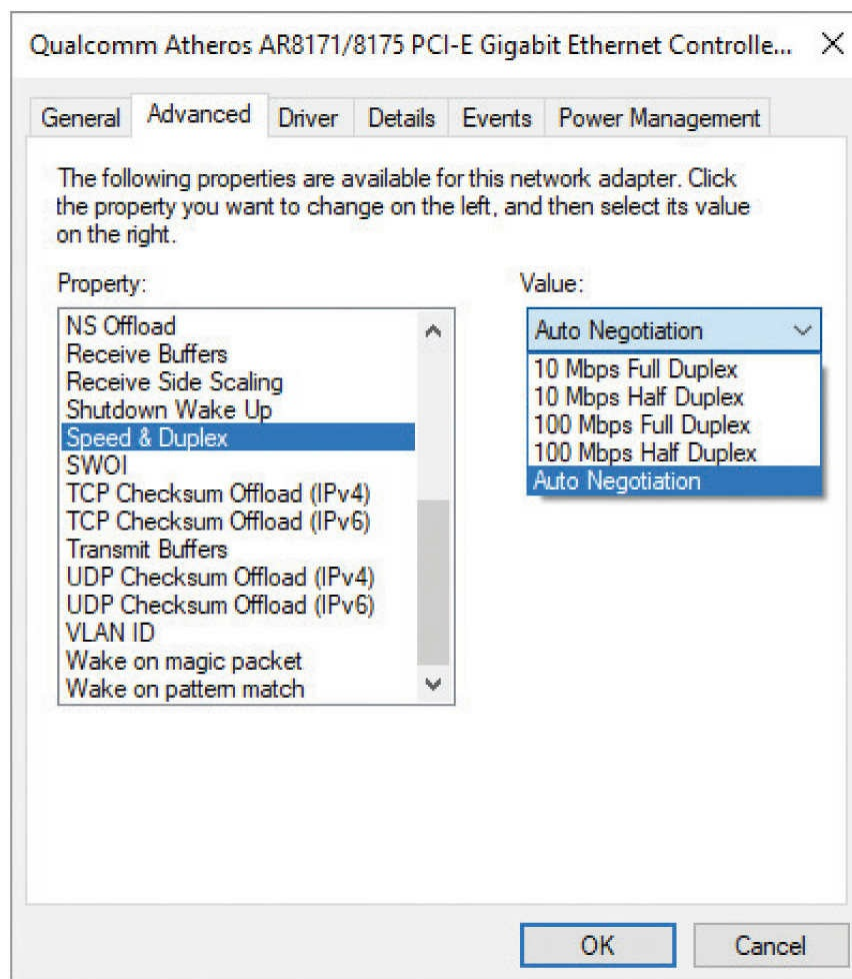 Qualcomm Atheros AR8171/8175 PCI-E Gigabit Ethernet Controlle...
General Advanced Driver Details Events Power Management
The following properties are available for this network adapter. Click
the property you want to change on the left, and then select its value
on the right.
Property:
NS Offload
Receive Buffers
Receive Side Scaling
Shutdown Wake Up
Speed & Duplex
SWOI
TCP Checksum Offload (IPv4)
TCP Checksum Offload (IPv6)
Transmit Buffers
UDP Checksum Offload (IPv4)
UDP Checksum Offload (IPv6)
VLAN ID
Wake on magic packet
Wake on pattern match
Value:
Auto Negotiation
10 Mbps Full Duplex
10 Mbps Half Duplex
100 Mbps Full Duplex
100 Mbps Half Duplex
Auto Negotiation
OK Cancel